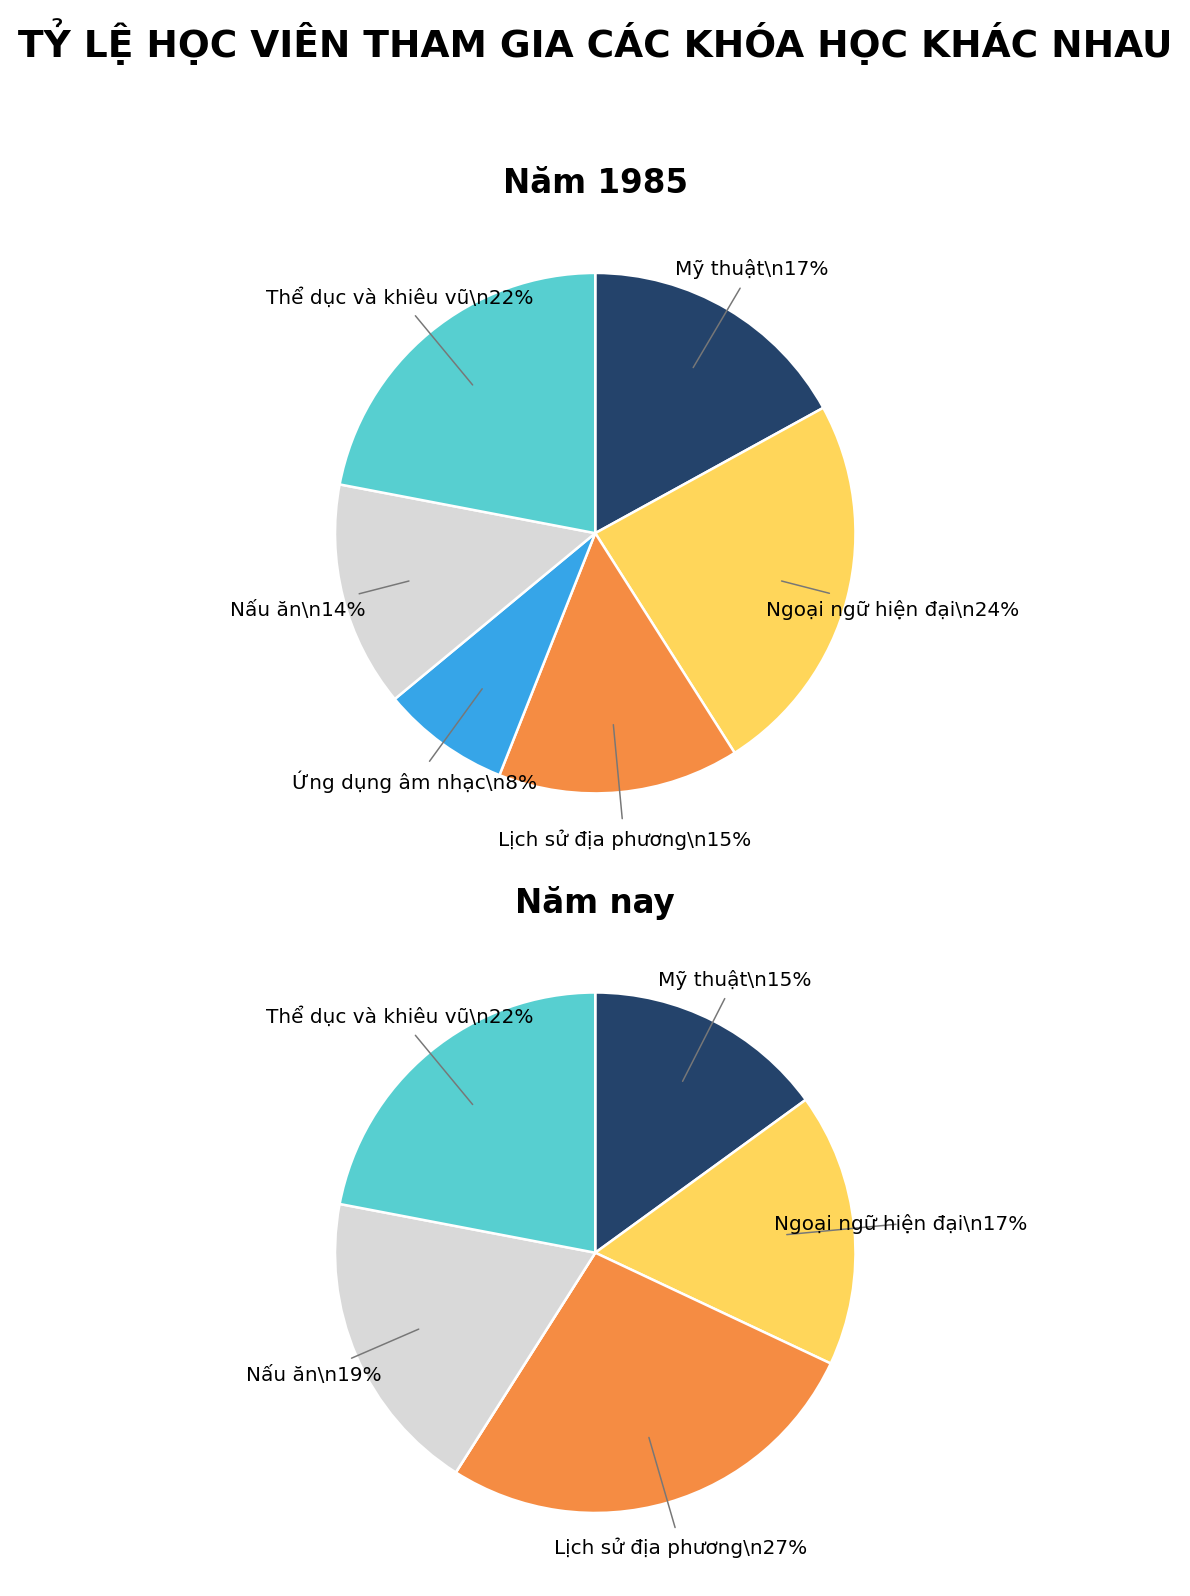 TỶ LỆ HỌC VIÊN THAM GIA CÁC KHÓA HỌC KHÁC NHAU
Năm 1985
Mỹ thuật\n17%
Thể dục và khiêu vũ\n22%
Nấu ăn\n14%
Ngoại ngữ hiện đại\n24%
Ứng dụng âm nhạc\n8%
Lịch sử địa phương\n15%
Năm nay
Mỹ thuật\n15%
Thể dục và khiêu vũ\n22%
Ngoại ngữ hiện đại\n17%
Nấu ăn\n19%
Lịch sử địa phương\n27%